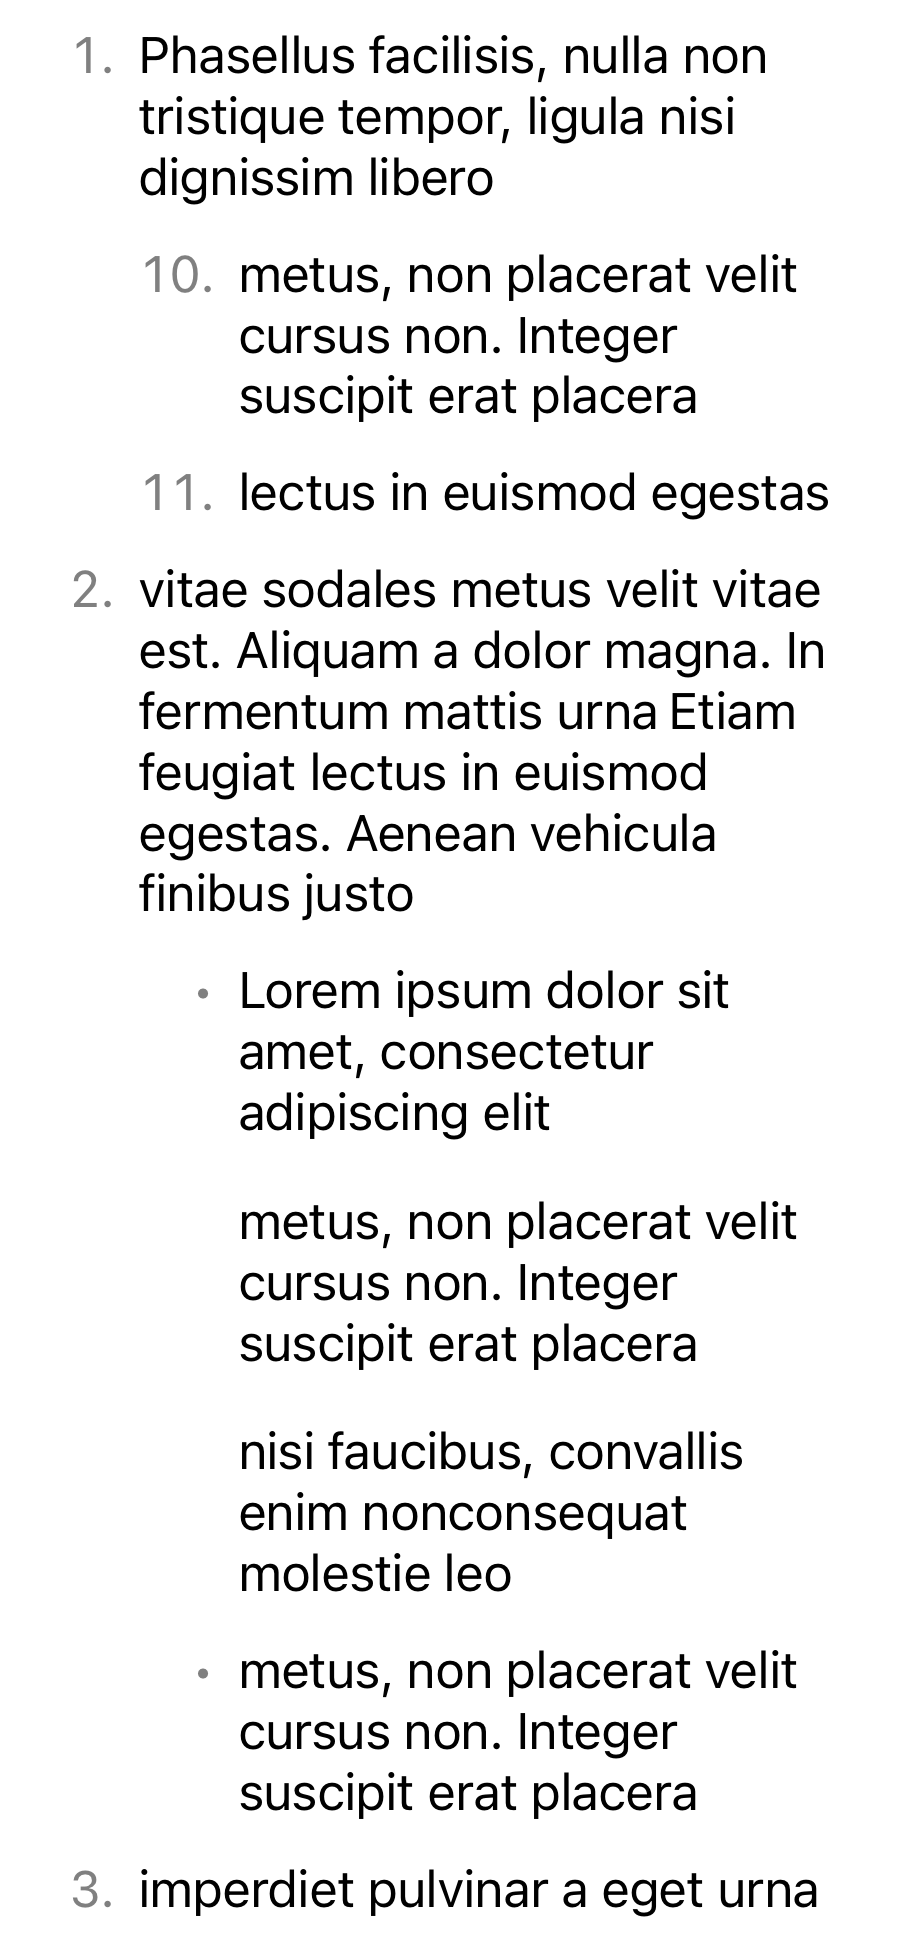 1. Phasellus facilisis, nulla non
tristique tempor, ligula nisi
dignissim libero
10. metus, non placerat velit
cursus non. Integer
suscipit erat placera
11. lectus in euismod egestas
2. vitae sodales metus velit vitae
est. Aliquam a dolor magna. In
fermentum mattis urna Etiam
feugiat lectus in euismod
egestas. Aenean vehicula
finibus justo
• Lorem ipsum dolor sit
amet, consectetur
adipiscing elit
metus, non placerat velit
cursus non. Integer
suscipit erat placera
nisi faucibus, convallis
enim nonconsequat
molestie leo
• metus, non placerat velit
cursus non. Integer
suscipit erat placera
3. imperdiet pulvinar a eget urna